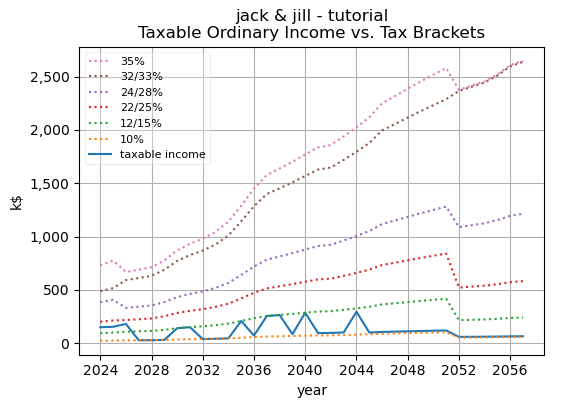 jack & jill - tutorial
Taxable Ordinary Income vs. Tax Brackets
35%
32/33%
24/28%
22/25%
12/15%
10%
taxable income
2,500
2,000
1,500
1,000
500
0
k$
2024 2028 2032 2036 2040 2044 2048 2052 2056
year